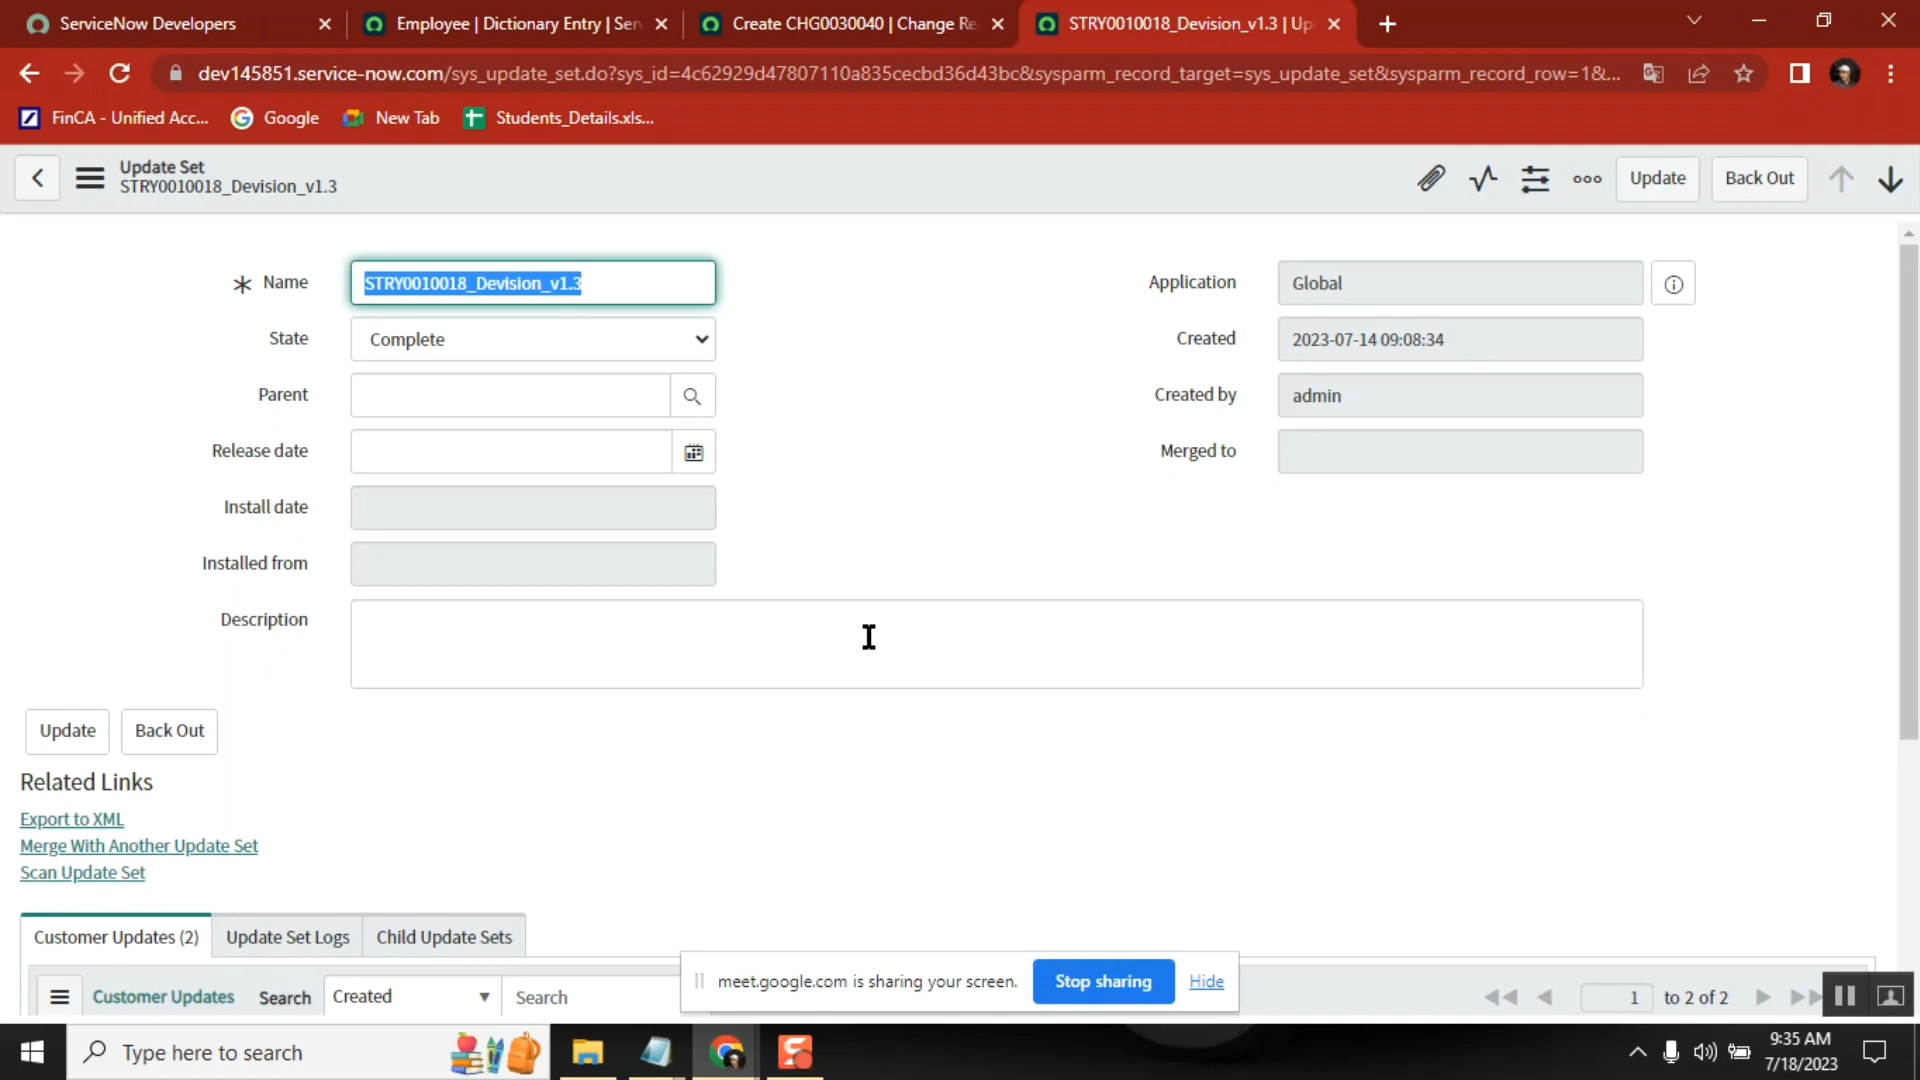 ServiceNow Developers
Employee | Dictionary Entry | Ser
Create CHG0030040 | Change Re
STRY0010018_Devision_v1.3 | Up
dev145851.service-now.com/sys_update_set.do?sys_id=4c62929d47807110a835cecbd36d43bc&sysparm_record_target=sys_update_set&sysparm_record_row=1&...
FinCA - Unified Acc...
Google
New Tab
Students_Details.xls...
Update Set
STRY0010018_Devision_v1.3
Update
Back Out
Name
STRY0010018_Devision_v1.3
Application
Global
State
Complete
Created
2023-07-14 09:08:34
Parent
Created by
admin
Release date
Merged to
Install date
Installed from
Description
Update
Back Out
Related Links
Export to XML
Merge With Another Update Set
Scan Update Set
Customer Updates (2)
Update Set Logs
Child Update Sets
Customer Updates
Search
Created
Search
meet.google.com is sharing your screen.
Stop sharing
Hide
1
to 2 of 2
Type here to search
9:35 AM
7/18/2023